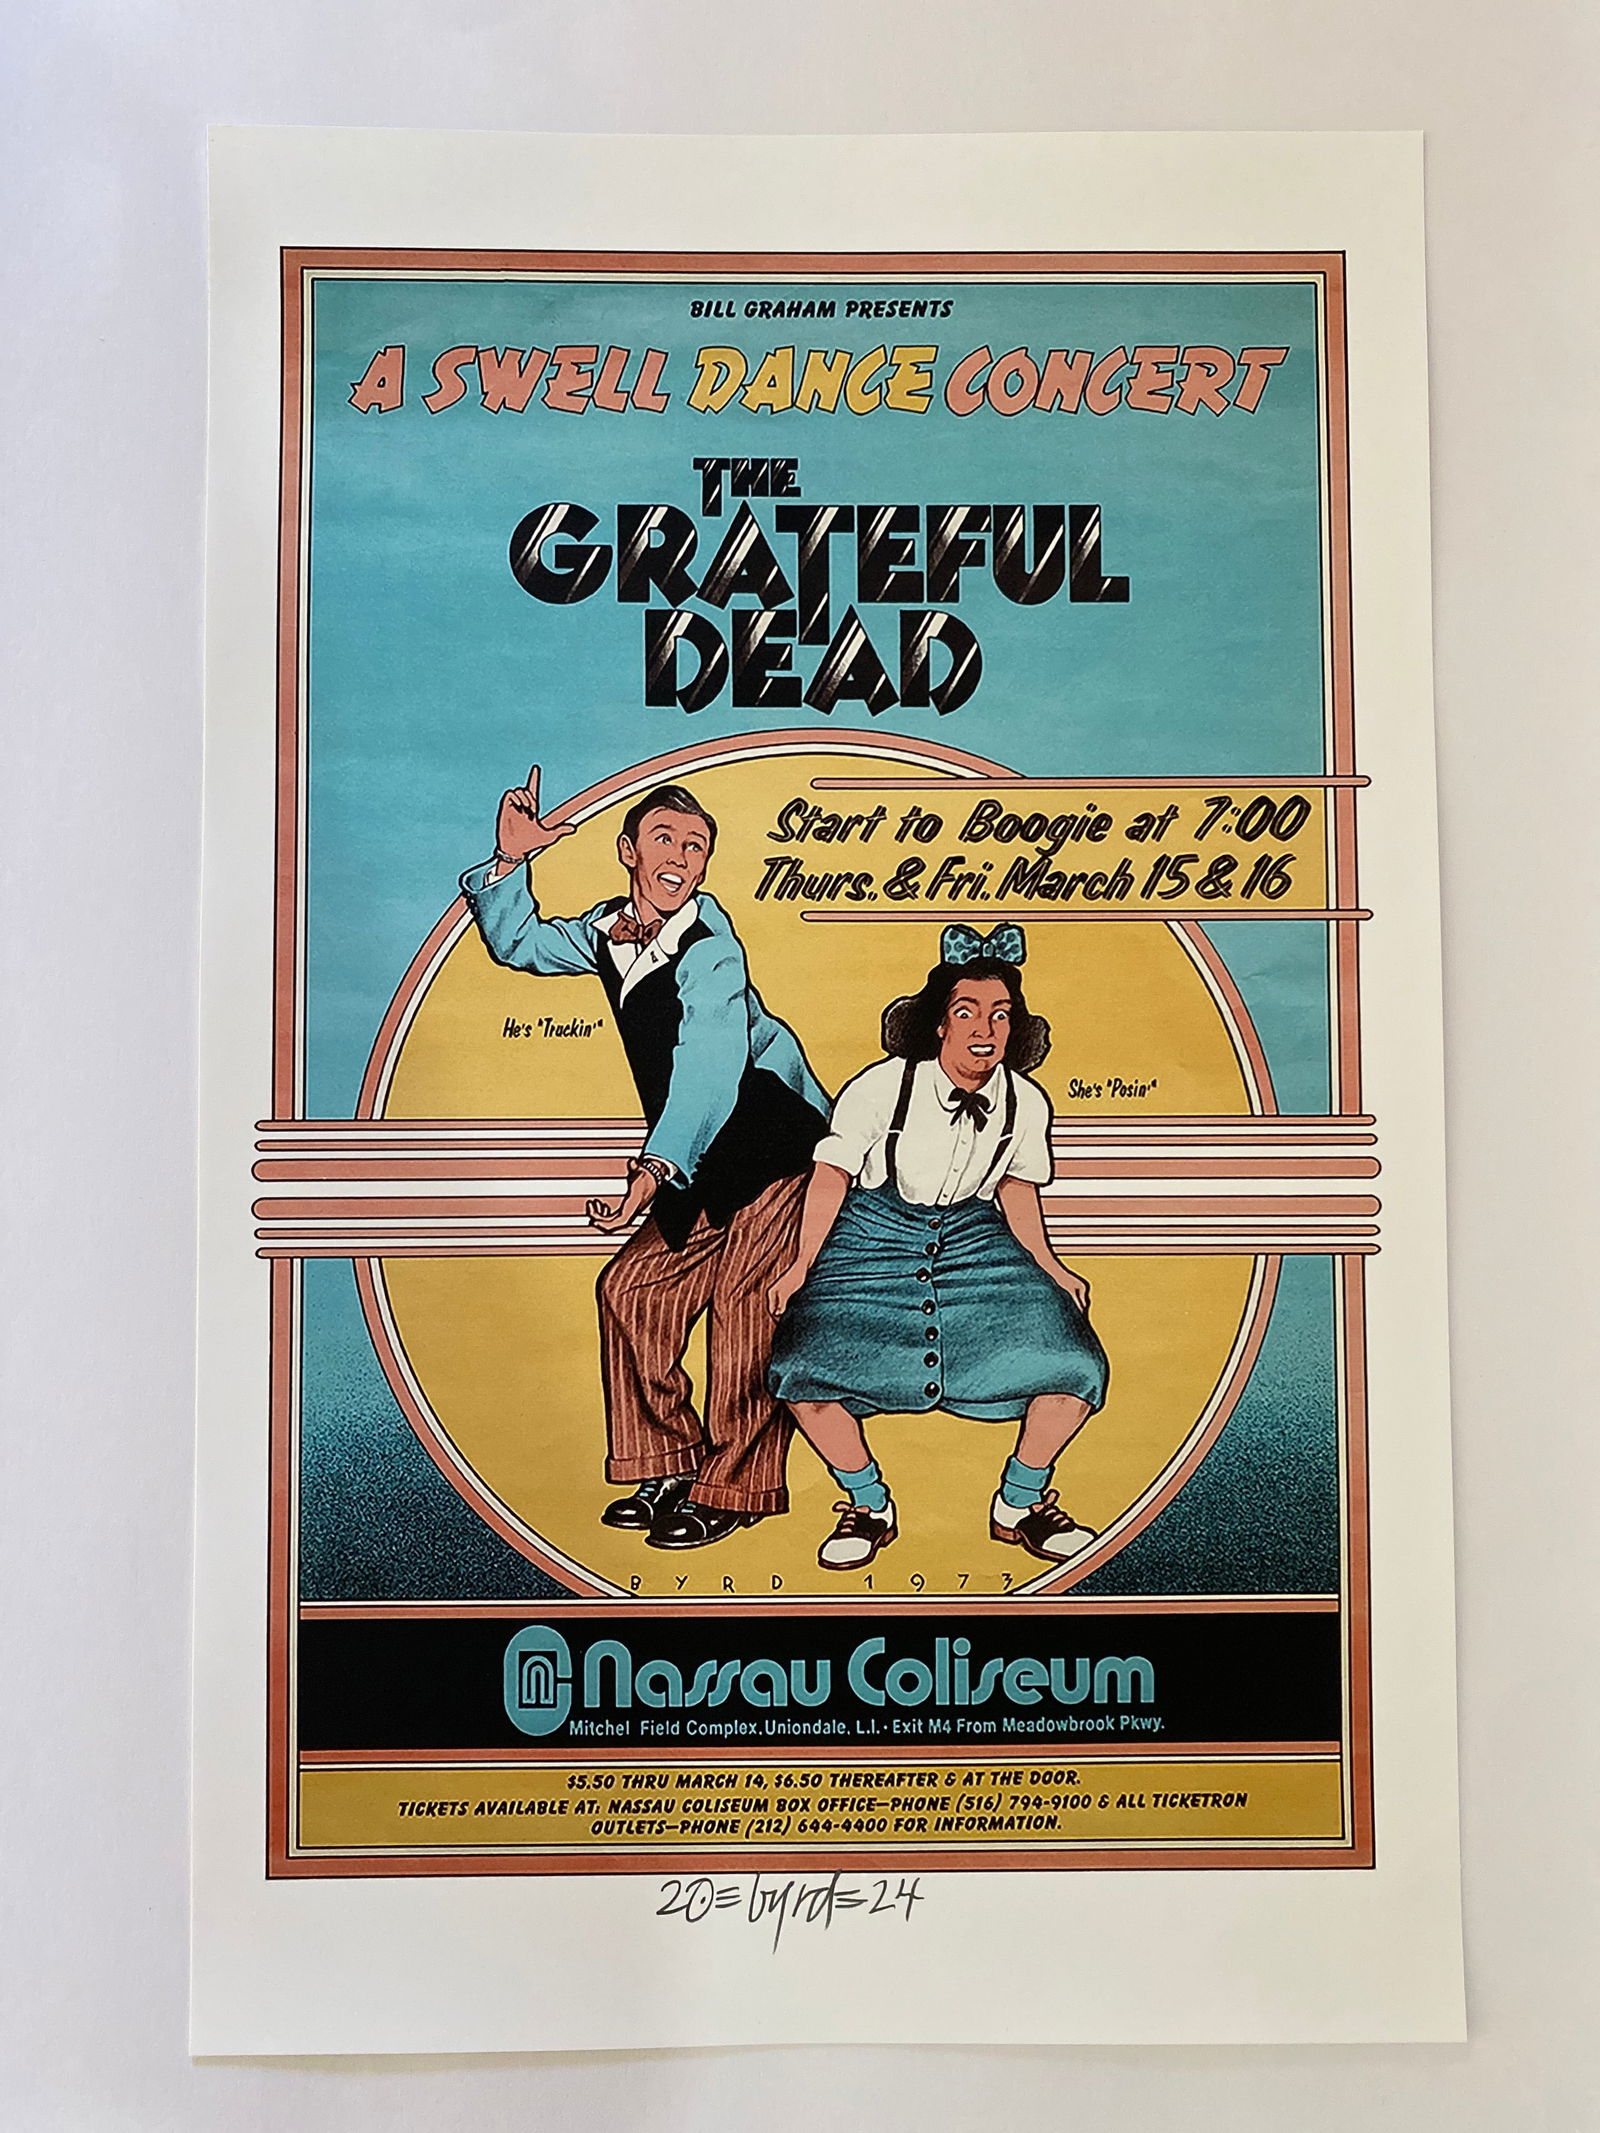 BILL GRAHAM PRESENTS
A SWELL DANCE CONCERT
THE
GRATEFUL
DEAD
Start to Boogie at 7:00
Thurs. & Fri. March 15 & 16
He's "Truckin'"
She's "Posin'"
BYRD 1973
Nassau Coliseum
Mitchel Field Complex, Uniondale, L.I. · Exit M4 From Meadowbrook Pkwy.
$5.50 THRU MARCH 14, $6.50 THEREAFTER & AT THE DOOR.
TICKETS AVAILABLE AT: NASSAU COLISEUM BOX OFFICE—PHONE (516) 794-9100 & ALL TICKETRON
OUTLETS—PHONE (212) 644-4400 FOR INFORMATION.
20=byrd=24